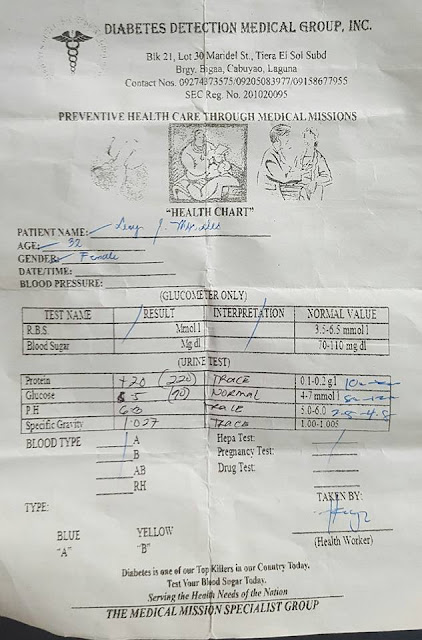 DIABETES DETECTION MEDICAL GROUP, INC.
Blk 21, Lot 30 Maridel St., Tiera El Sol Subd
Brgy. Bigaa, Cabuyao, Laguna
Contact Nos. 09274373575/09205083977/09158677955
SEC Reg. No. 201020095
PREVENTIVE HEALTH CARE THROUGH MEDICAL MISSIONS
"HEALTH CHART"
PATIENT NAME:
AGE: 32
GENDER: Female
DATE/TIME:
BLOOD PRESSURE:
(GLUCOMETER ONLY)
TEST NAME RESULT INTERPRETATION NORMAL VALUE
R.B.S. Mmol l 3.5-6.5 mmol l
Blood Sugar Mg dl 70-110 mg dl
(URINE TEST)
Protein +20 (220) TRACE 0.1-0.2 g l
Glucose 5 (90) NORMAL 4-7 mmol l
P.H 6.0 5.0-6.0
Specific Gravity 1.027 TRACE 1.00-1.005
BLOOD TYPE A Hepa Test:
B Pregnancy Test:
AB Drug Test:
RH
TAKEN BY:
TYPE:
BLUE YELLOW
"A" "B"
(Health Worker)
Diabetes is one of our Top Killers in our Country Today.
Test Your Blood Sugar Today.
Serving the Health Needs of the Nation
THE MEDICAL MISSION SPECIALIST GROUP